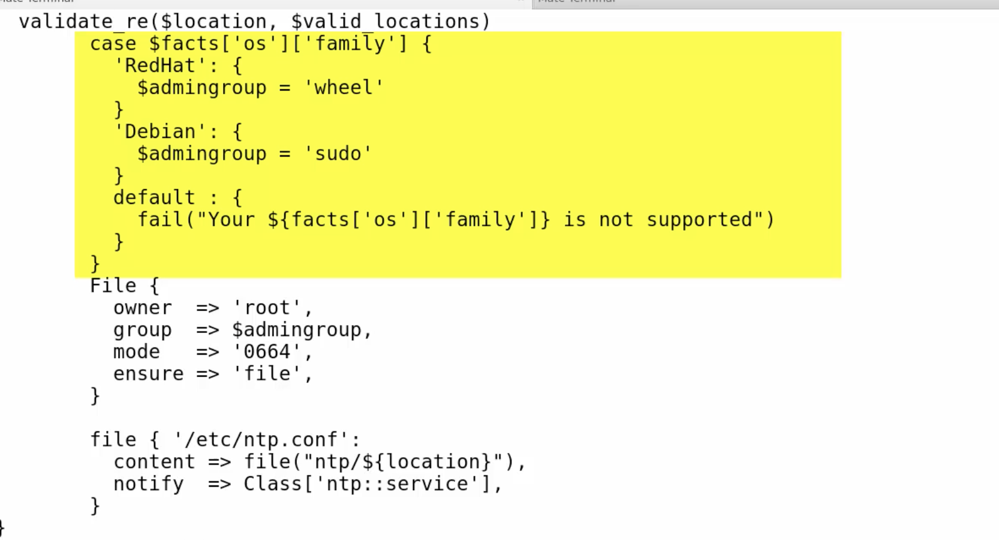 validate_re($location, $valid_locations)
case $facts['os']['family'] {
'RedHat': {
$admingroup = 'wheel'
}
'Debian': {
$admingroup = 'sudo'
}
default : {
fail("Your ${facts['os']['family']} is not supported")
}
}
File {
owner => 'root',
group => $admingroup,
mode => '0664',
ensure => 'file',
}
file { '/etc/ntp.conf':
content => file("ntp/${location}"),
notify => Class['ntp::service'],
}
}